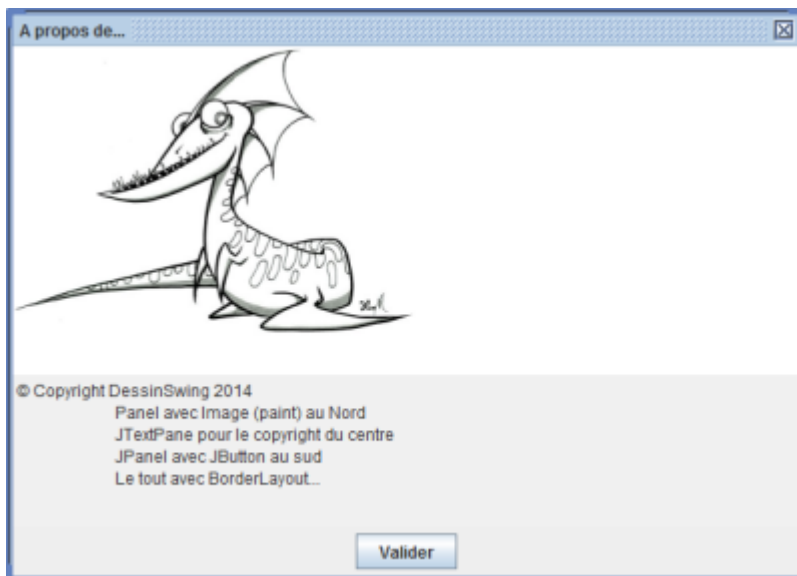 A propos de...
© Copyright DessinSwing 2014
Panel avec Image (paint) au Nord
JTextPane pour le copyright du centre
JPanel avec JButton au sud
Le tout avec BorderLayout...
Valider